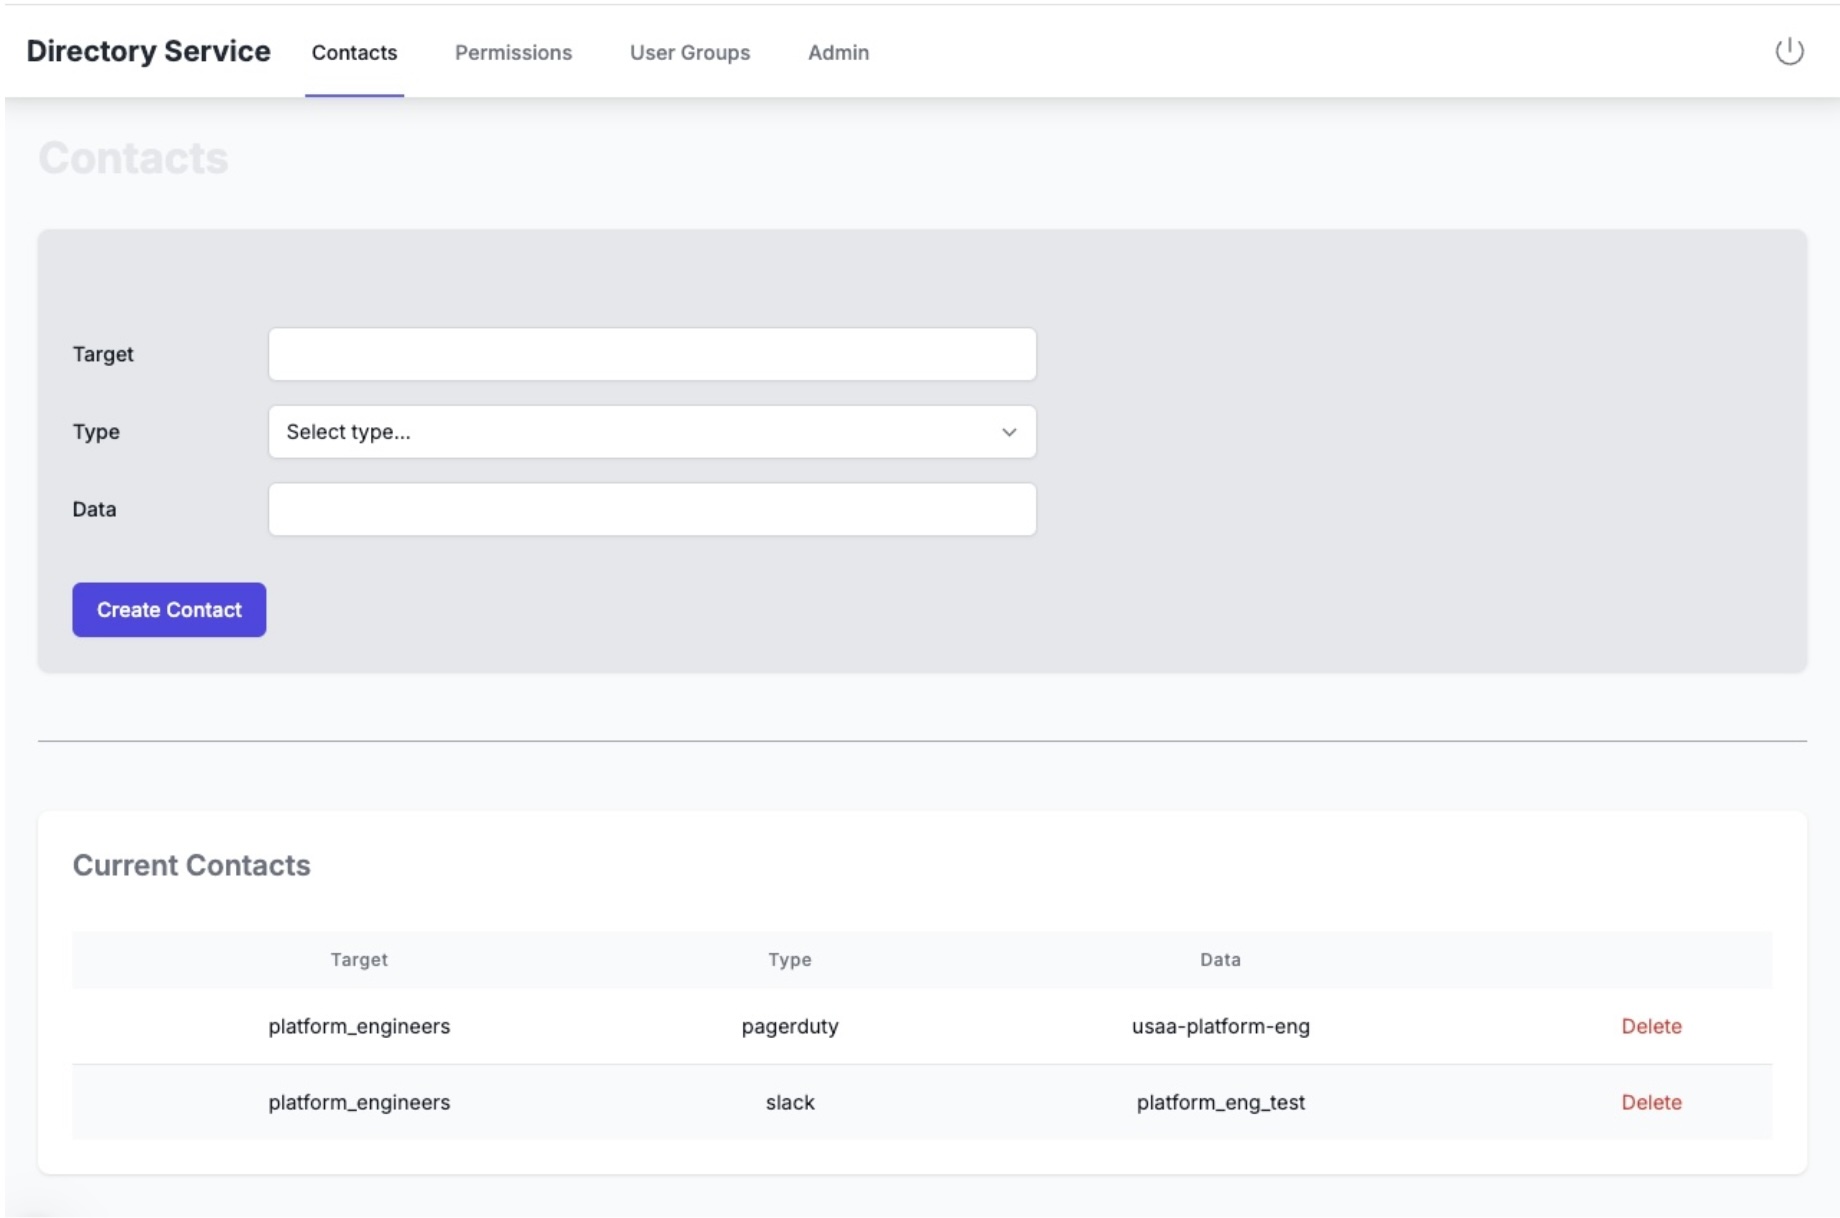 Directory Service Contacts Permissions User Groups Admin
Contacts
Target
Type Select type...
Data
Create Contact
Current Contacts
Target Type Data
platform_engineers pagerduty usaa-platform-eng Delete
platform_engineers slack platform_eng_test Delete